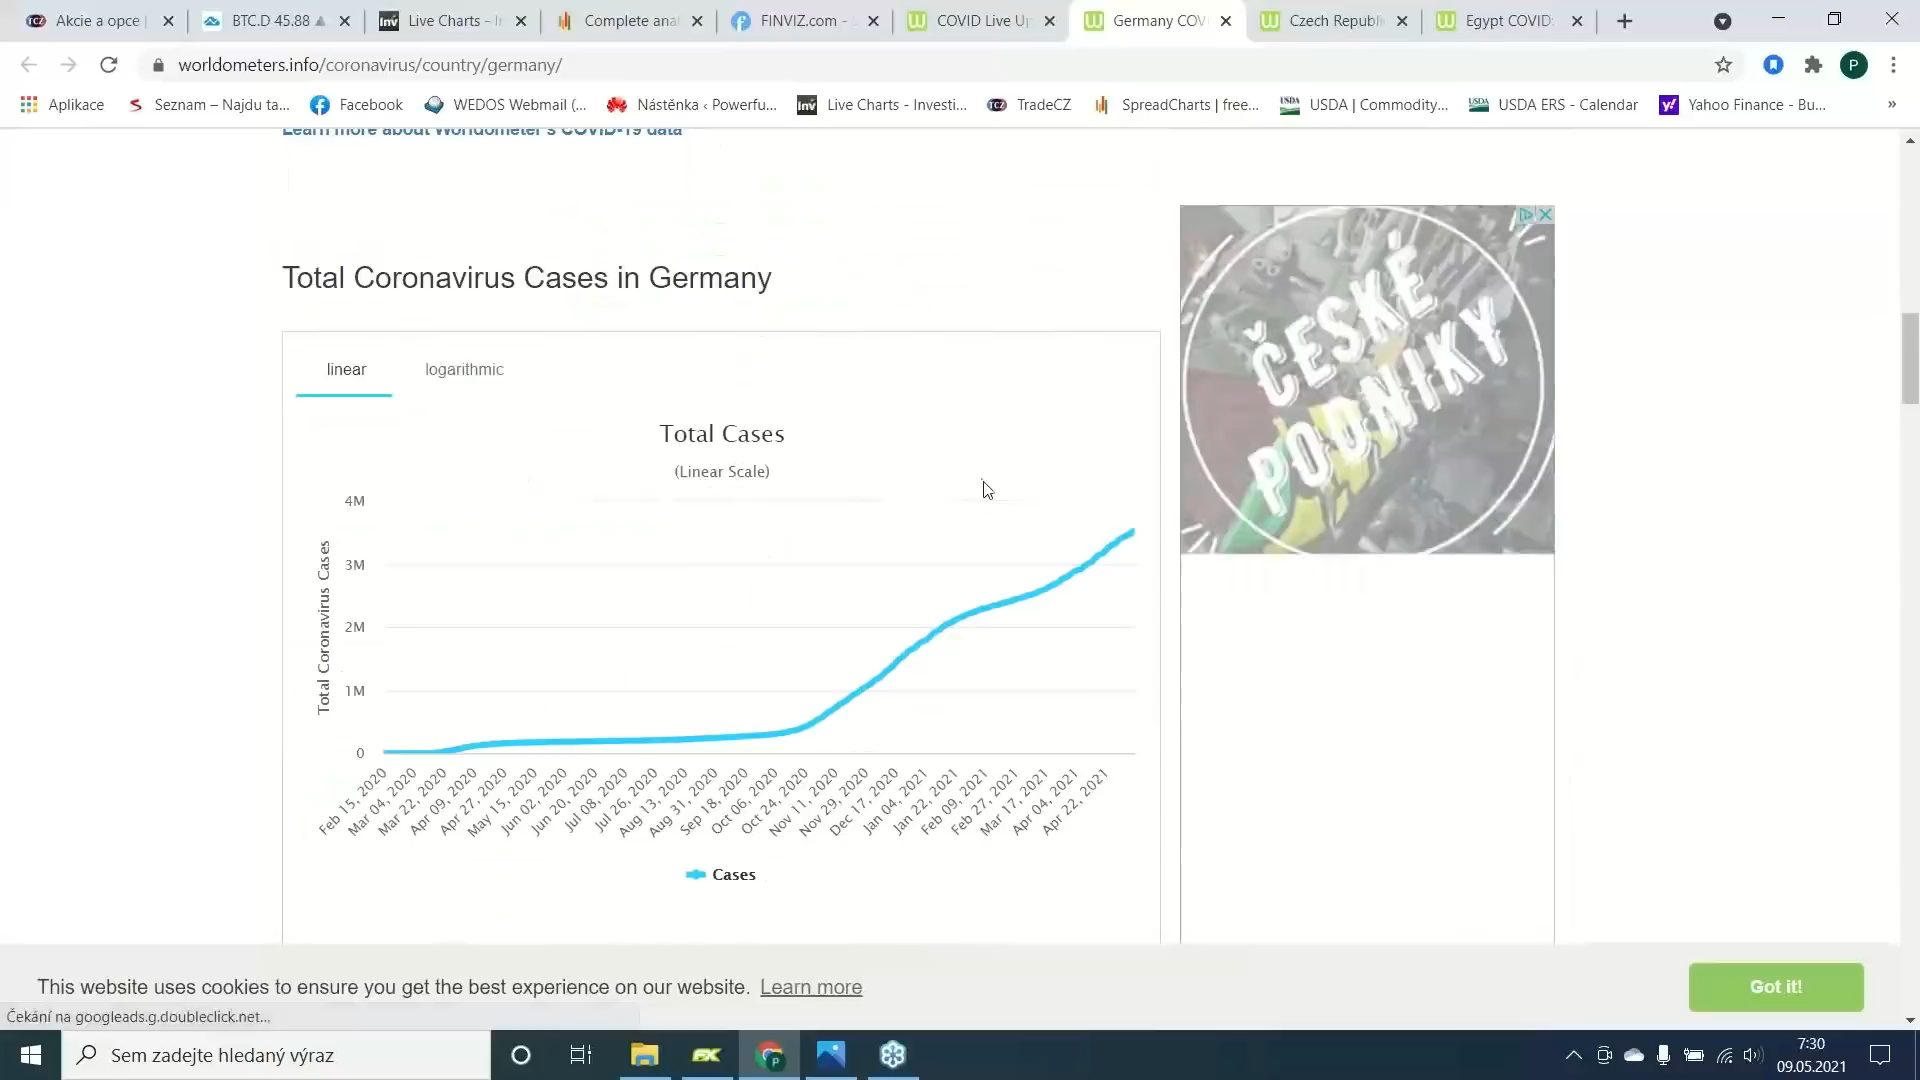 Akcie a opce
BTC.D 45.88
Live Charts - I
Complete ana
FINVIZ.com -
COVID Live U
Germany COV
Czech Republi
Egypt COVID
worldometers.info/coronavirus/country/germany/
P
Aplikace
Seznam – Najdu ta...
Facebook
WEDOS Webmail (...
Nástěnka ‹ Powerfu...
Live Charts - Investi...
TradeCZ
SpreadCharts | free...
USDA | Commodity...
USDA ERS - Calendar
Yahoo Finance - Bu...
»
Learn more about Worldometer's COVID-19 data
Total Coronavirus Cases in Germany
linear
logarithmic
Total Cases
(Linear Scale)
Total Coronavirus Cases
4M
3M
2M
1M
0
Feb 15, 2020
Mar 04, 2020
Mar 22, 2020
Apr 09, 2020
Apr 27, 2020
May 15, 2020
Jun 02, 2020
Jun 20, 2020
Jul 08, 2020
Jul 26, 2020
Aug 13, 2020
Aug 31, 2020
Sep 18, 2020
Oct 06, 2020
Oct 24, 2020
Nov 11, 2020
Nov 29, 2020
Dec 17, 2020
Jan 04, 2021
Jan 22, 2021
Feb 09, 2021
Feb 27, 2021
Mar 17, 2021
Apr 04, 2021
Apr 22, 2021
Cases
ČESKÉ
PODNIKY
This website uses cookies to ensure you get the best experience on our website. Learn more
Got it!
Čekání na googleads.g.doubleclick.net...
Sem zadejte hledaný výraz
7:30
09.05.2021